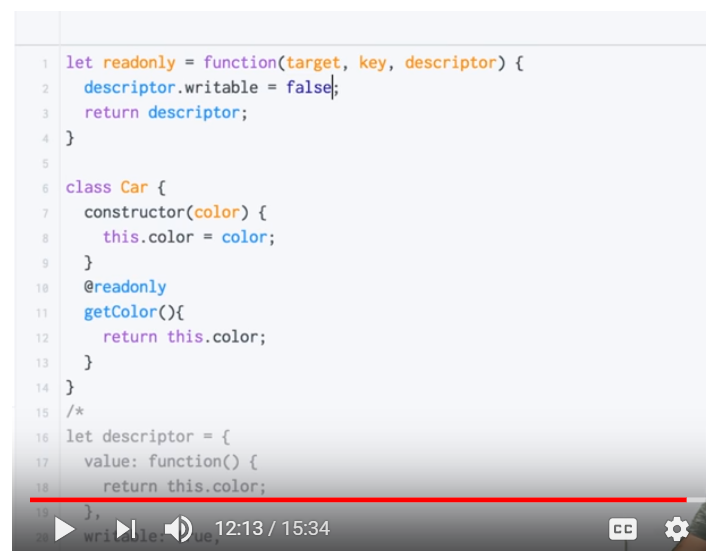 1 let readonly = function(target, key, descriptor) {
2 descriptor.writable = false;
3 return descriptor;
4 }
5
6 class Car {
7 constructor(color) {
8 this.color = color;
9 }
10 @readonly
11 getColor(){
12 return this.color;
13 }
14 }
15 /*
16 let descriptor = {
17 value: function() {
18 return this.color;
19 },
20 writable: true,
12:13 / 15:34
CC